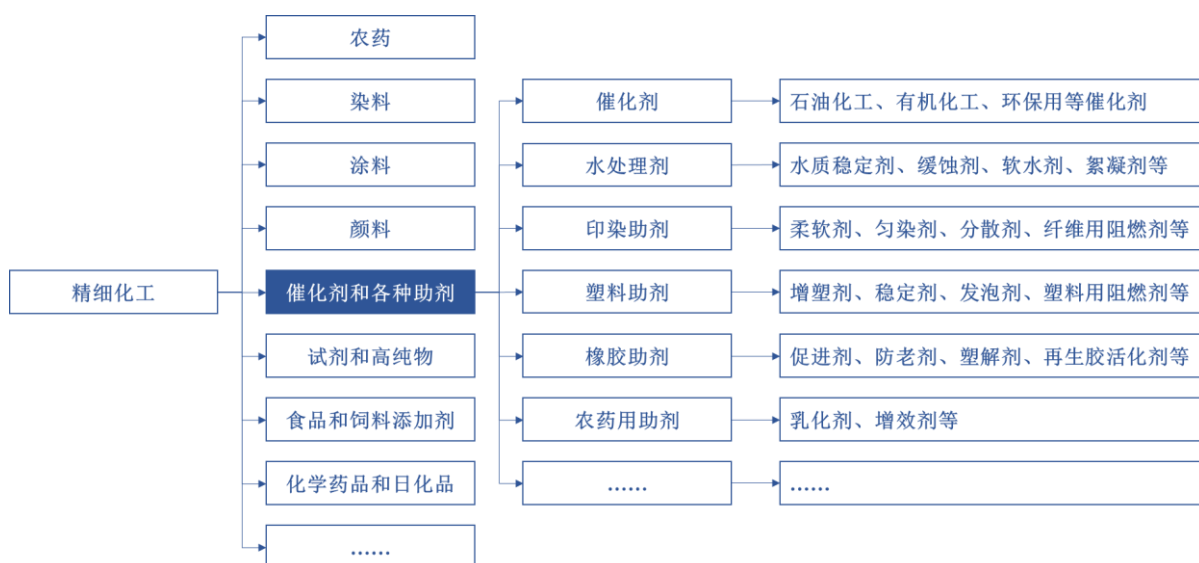 农药
染料
催化剂
石油化工、有机化工、环保用等催化剂
涂料
水处理剂
水质稳定剂、缓蚀剂、软水剂、絮凝剂等
颜料
印染助剂
柔软剂、匀染剂、分散剂、纤维用阻燃剂等
精细化工
催化剂和各种助剂
塑料助剂
增塑剂、稳定剂、发泡剂、塑料用阻燃剂等
试剂和高纯物
橡胶助剂
促进剂、防老剂、塑解剂、再生胶活化剂等
食品和饲料添加剂
农药用助剂
乳化剂、增效剂等
化学药品和日化品
……
……
……